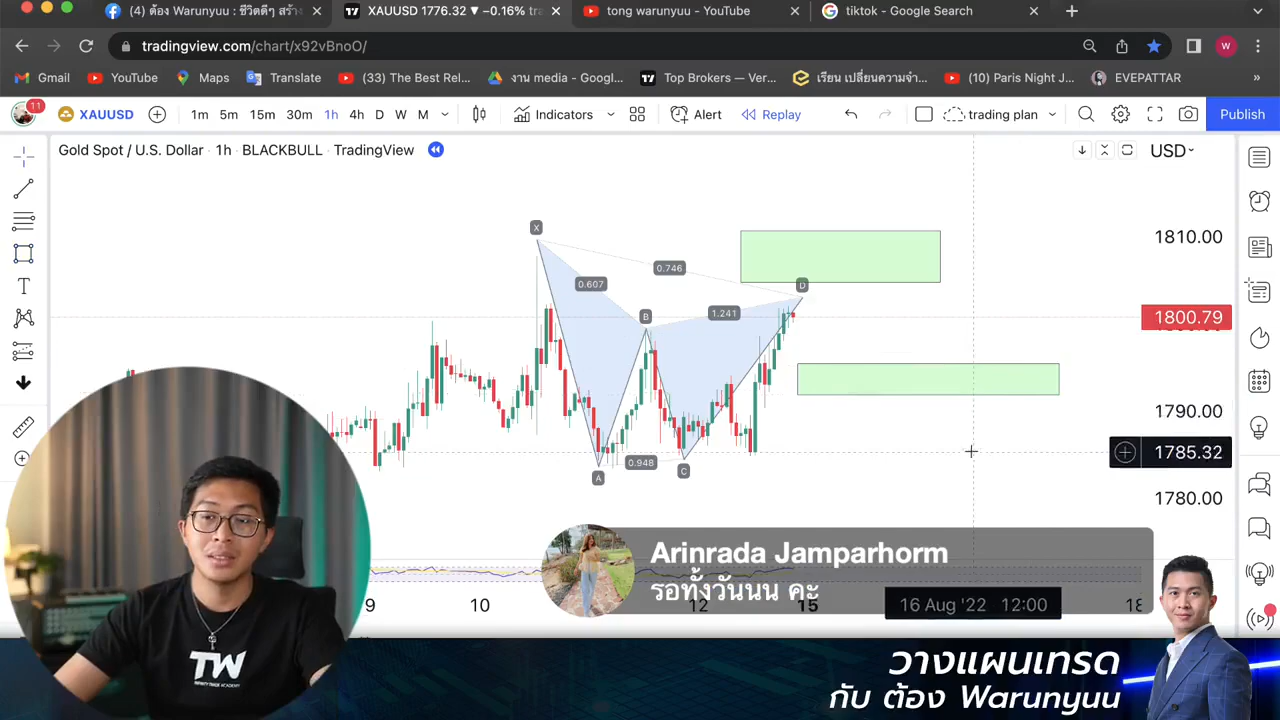 (4) ต้อง Warunyuu : ชีวิตดีๆ สร้าง
XAUUSD 1776.32 ▼ −0.16% t
tong warunyuu - YouTube
tiktok - Google Search
tradingview.com/chart/x92vBnoO/
W
Gmail
YouTube
Maps
Translate
(33) The Best Rel...
งาน media - Googl...
Top Brokers — Ver...
เรียน เปลี่ยนความจำ...
(10) Paris Night J...
EVEPATTAR
»
11
XAUUSD
1m 5m 15m 30m 1h 4h D W M
Indicators
Alert
Replay
trading plan
Publish
Gold Spot / U.S. Dollar · 1h · BLACKBULL · TradingView
USD
1810.00
X
0.746
0.607
D
B
1.241
1800.79
1790.00
0.948
A
C
1785.32
1780.00
Arinrada Jamparhorm
รอทั้งวันนน คะ
9
10
12
15
16 Aug '22 12:00
18
TW
วางแผนเทรด
กับ ต้อง Warunyuu